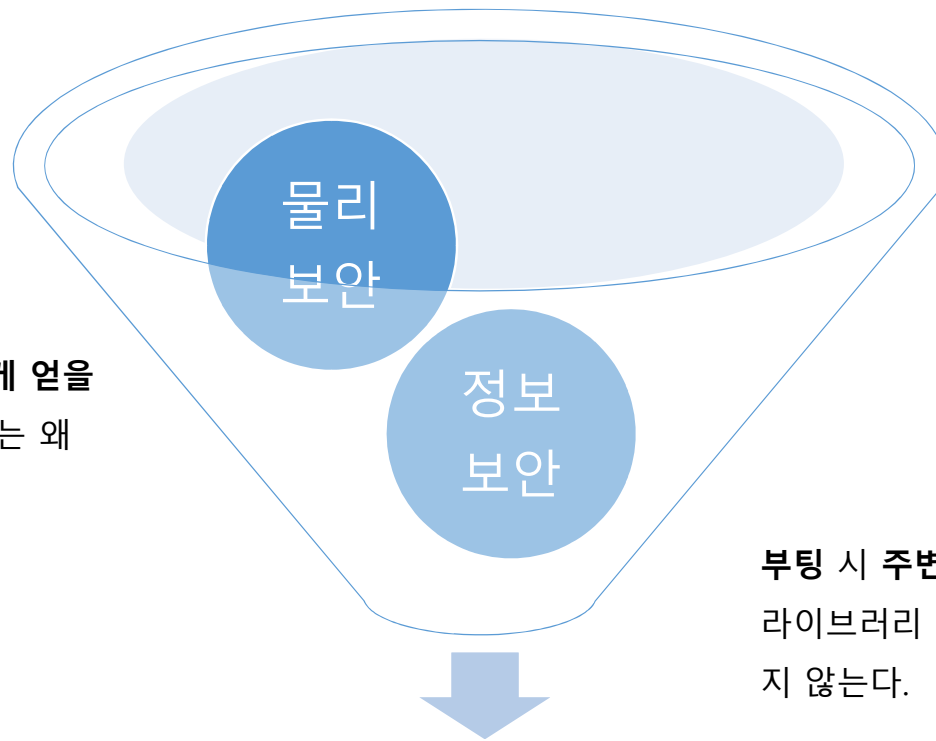 물리
보안
정보
보안
게 얻을
는 왜
부팅 시 주변
라이브러리
지 않는다.